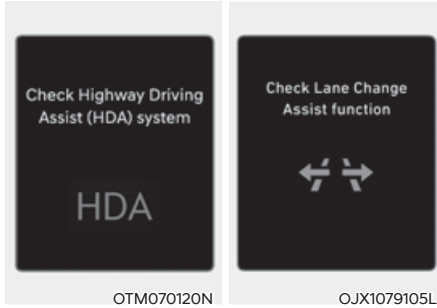 Check Highway Driving
Assist (HDA) system
HDA
OTM070120N
Check Lane Change
Assist function
OJX1079105L